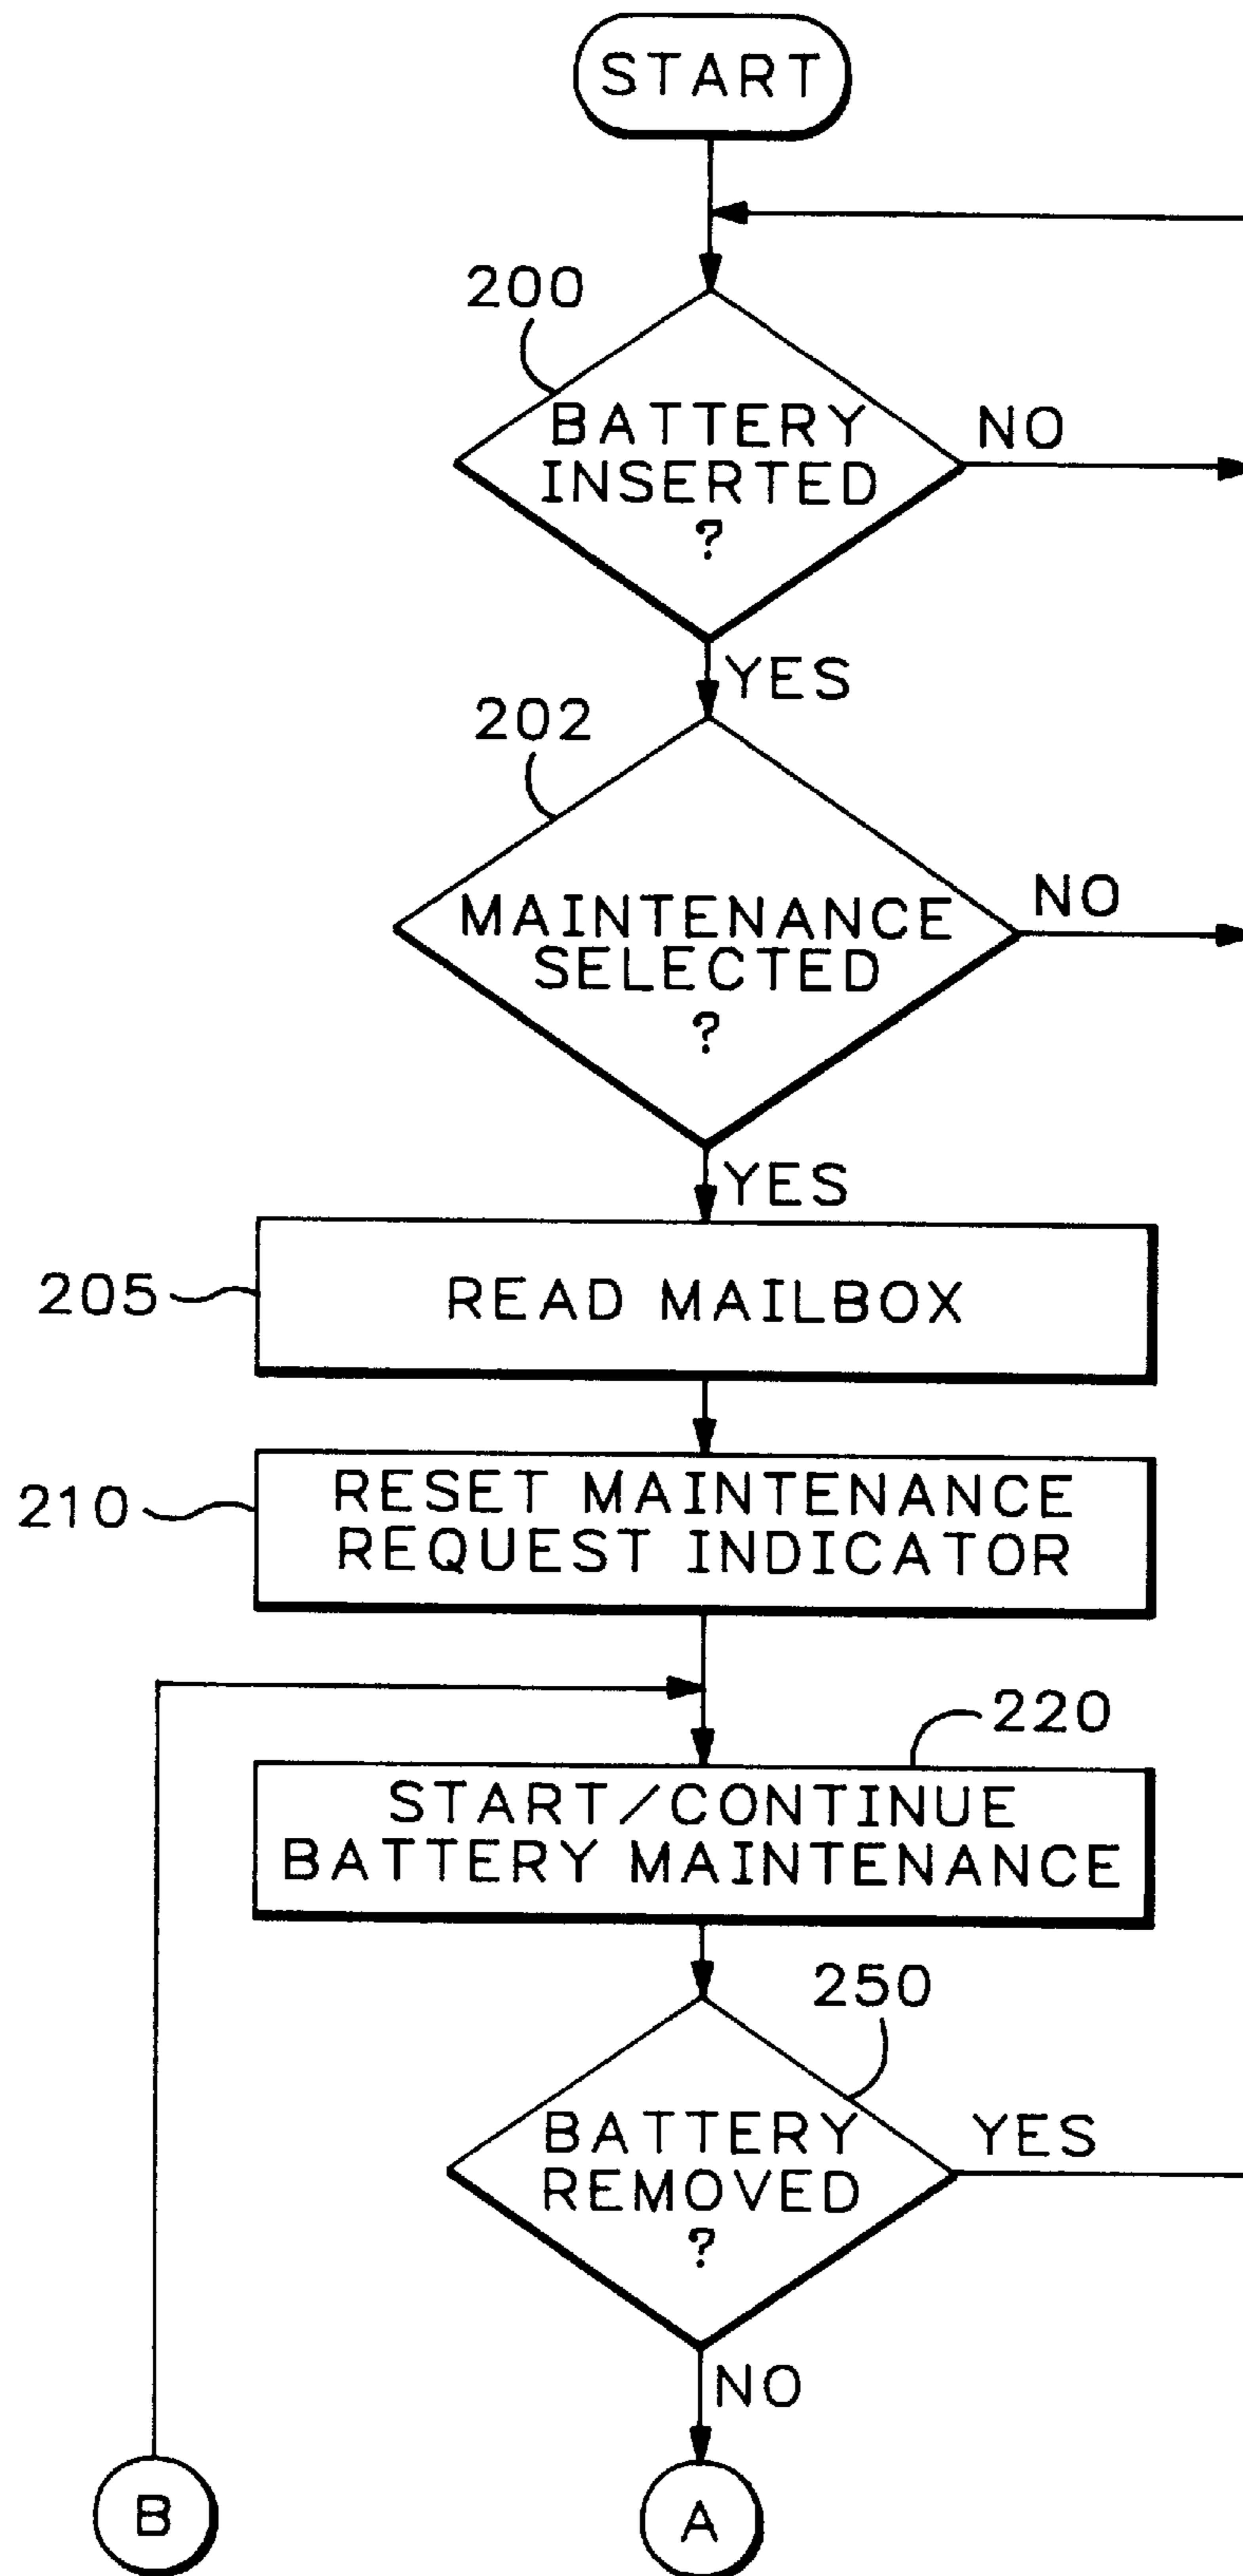 START
200
BATTERY
INSERTED
?
NO
YES
202
MAINTENANCE
SELECTED
?
NO
YES
205
READ MAILBOX
210
RESET MAINTENANCE
REQUEST INDICATOR
220
START/CONTINUE
BATTERY MAINTENANCE
250
BATTERY
REMOVED
?
YES
NO
B
A